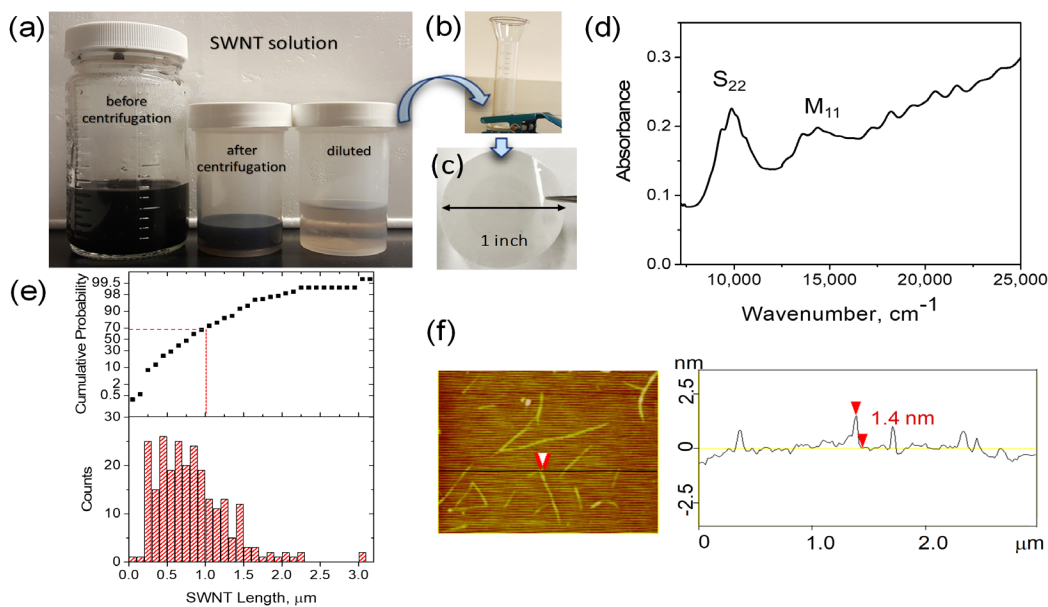 (a)
SWNT solution
before
centrifugation
after
centrifugation
diluted
(b)
(c)
1 inch
(d)
0.3
0.2
0.1
0.0
Absorbance
S22
M11
10,000 15,000 20,000 25,000
Wavenumber, cm-1
(e)
99.5
98
90
70
50
30
10
2
0.5
Cumulative Probability
30
20
10
0
Counts
0.0 0.5 1.0 1.5 2.0 2.5 3.0
SWNT Length, μm
(f)
nm
2.5
0
-2.5
1.4 nm
0 1.0 2.0 μm